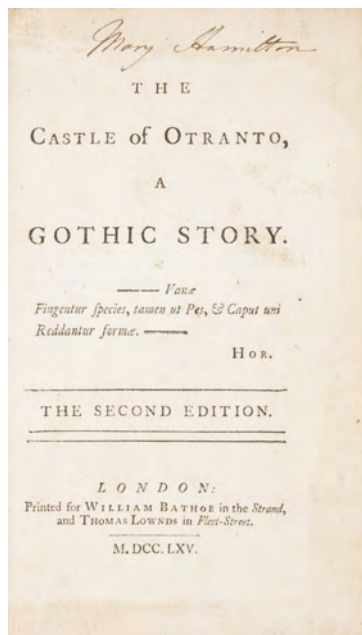 Mary Hamilton
THE
CASTLE of OTRANTO,
A
GOTHIC STORY.
——— Vanæ
Fingentur ſpecies, tamen ut Pes, & Caput uni
Reddantur formæ. ———
HOR.
THE SECOND EDITION.
LONDON:
Printed for WILLIAM BATHOE in the Strand,
and THOMAS LOWNDS in Fleet-Street.
M. DCC. LXV.